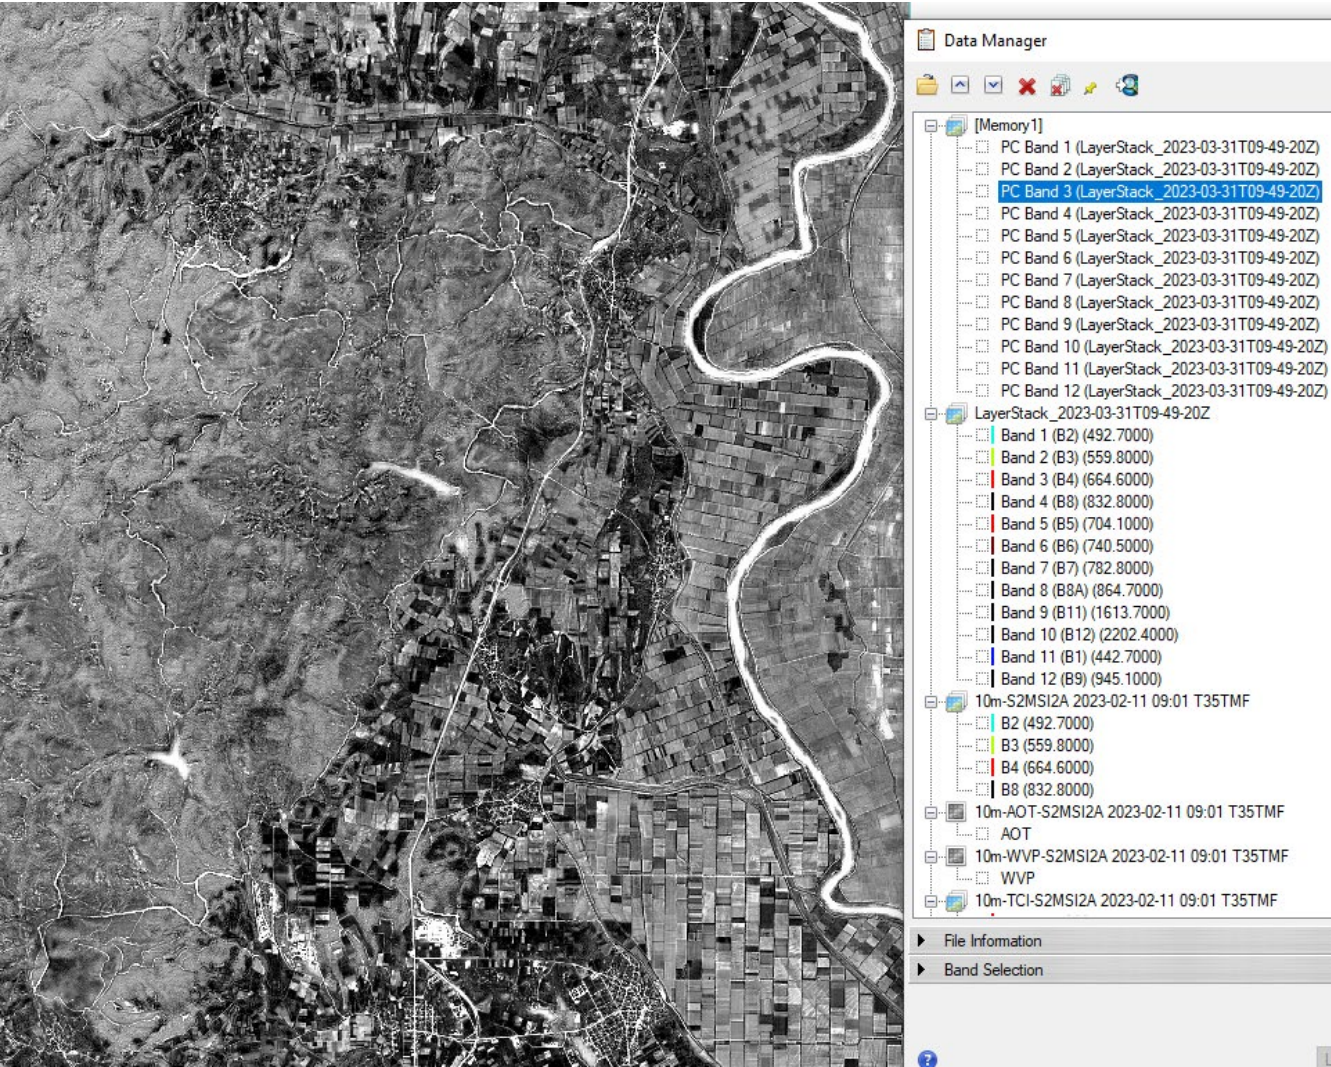 Data Manager
[Memory1]
PC Band 1 (LayerStack_2023-03-31T09-49-20Z)
PC Band 2 (LayerStack_2023-03-31T09-49-20Z)
PC Band 3 (LayerStack_2023-03-31T09-49-20Z)
PC Band 4 (LayerStack_2023-03-31T09-49-20Z)
PC Band 5 (LayerStack_2023-03-31T09-49-20Z)
PC Band 6 (LayerStack_2023-03-31T09-49-20Z)
PC Band 7 (LayerStack_2023-03-31T09-49-20Z)
PC Band 8 (LayerStack_2023-03-31T09-49-20Z)
PC Band 9 (LayerStack_2023-03-31T09-49-20Z)
PC Band 10 (LayerStack_2023-03-31T09-49-20Z)
PC Band 11 (LayerStack_2023-03-31T09-49-20Z)
PC Band 12 (LayerStack_2023-03-31T09-49-20Z)
LayerStack_2023-03-31T09-49-20Z
Band 1 (B2) (492.7000)
Band 2 (B3) (559.8000)
Band 3 (B4) (664.6000)
Band 4 (B8) (832.8000)
Band 5 (B5) (704.1000)
Band 6 (B6) (740.5000)
Band 7 (B7) (782.8000)
Band 8 (B8A) (864.7000)
Band 9 (B11) (1613.7000)
Band 10 (B12) (2202.4000)
Band 11 (B1) (442.7000)
Band 12 (B9) (945.1000)
10m-S2MSI2A 2023-02-11 09:01 T35TMF
B2 (492.7000)
B3 (559.8000)
B4 (664.6000)
B8 (832.8000)
10m-AOT-S2MSI2A 2023-02-11 09:01 T35TMF
AOT
10m-WVP-S2MSI2A 2023-02-11 09:01 T35TMF
WVP
10m-TCI-S2MSI2A 2023-02-11 09:01 T35TMF
File Information
Band Selection